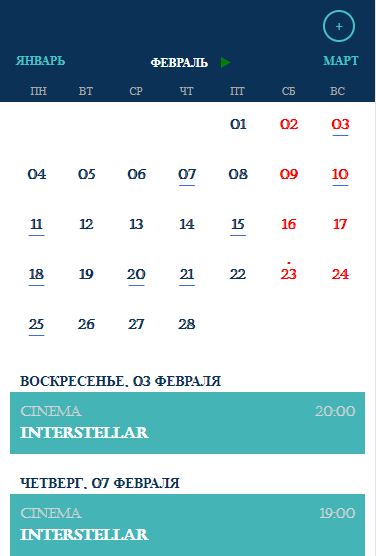 +
ЯНВАРЬ ФЕВРАЛЬ МАРТ
ПН ВТ СР ЧТ ПТ СБ ВС
01 02 03
04 05 06 07 08 09 10
11 12 13 14 15 16 17
18 19 20 21 22 23 24
25 26 27 28
ВОСКРЕСЕНЬЕ, 03 ФЕВРАЛЯ
CINEMA 20:00
INTERSTELLAR
ЧЕТВЕРГ, 07 ФЕВРАЛЯ
CINEMA 19:00
INTERSTELLAR